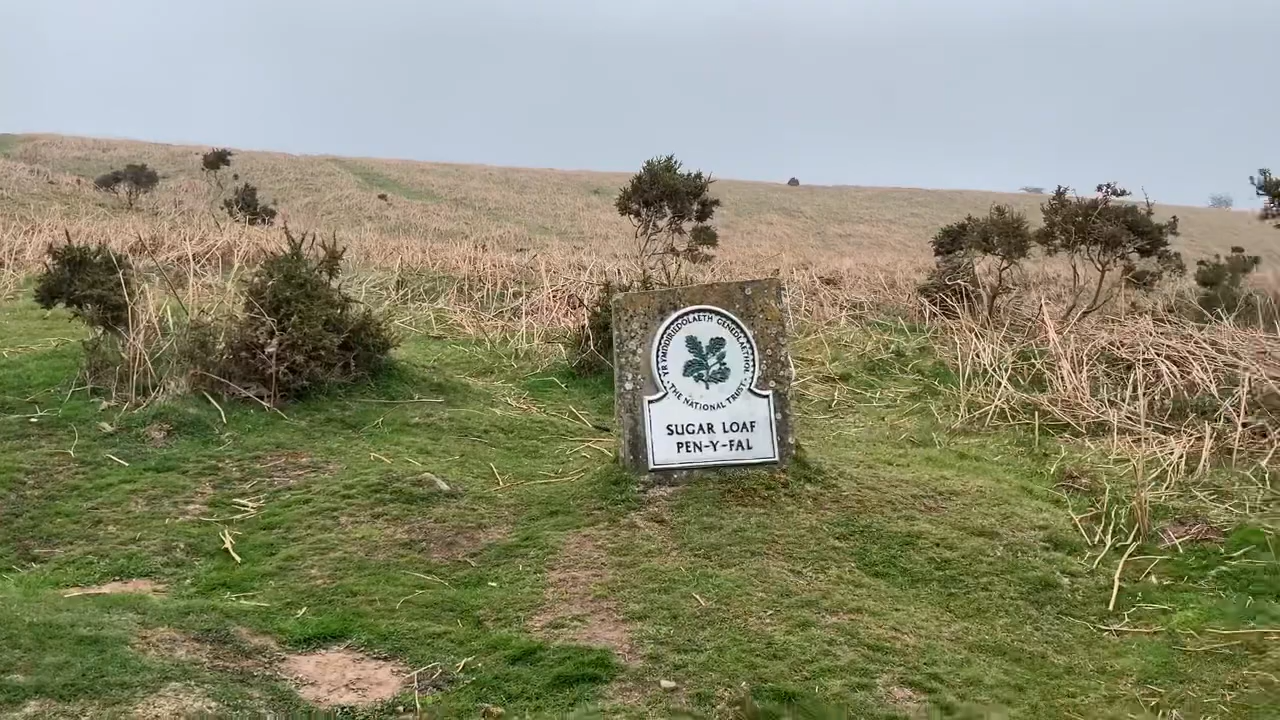 YR YMDDIRIEDOLAETH GENEDLAETHOL
THE NATIONAL TRUST
SUGAR LOAF
PEN-Y-FAL